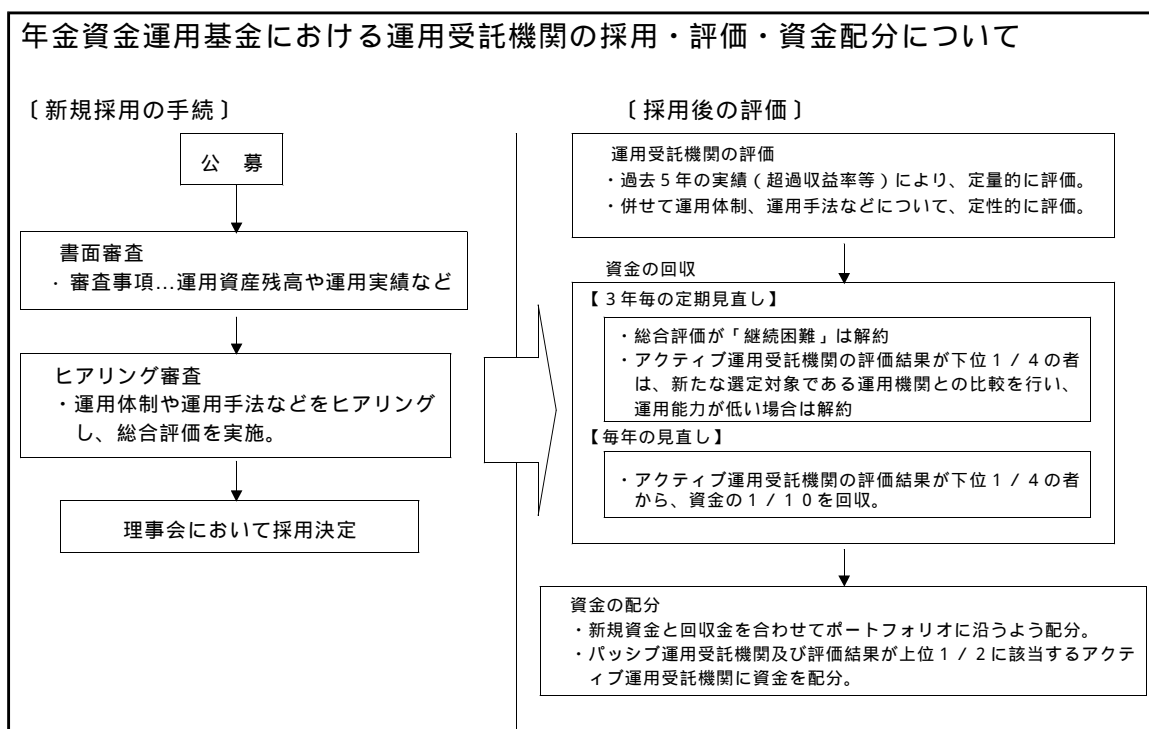 年金資金運用基金における運用受託機関の採用・評価・資金配分について
〔新規採用の手続〕
公　募
書面審査
・審査事項…運用資産残高や運用実績など
ヒアリング審査
・運用体制や運用手法などをヒアリング
し、総合評価を実施。
理事会において採用決定
〔採用後の評価〕
運用受託機関の評価
・過去５年の実績（超過収益率等）により、定量的に評価。
・併せて運用体制、運用手法などについて、定性的に評価。
資金の回収
【３年毎の定期見直し】
・総合評価が「継続困難」は解約
・アクティブ運用受託機関の評価結果が下位１／４の者
は、新たな選定対象である運用機関との比較を行い、
運用能力が低い場合は解約
【毎年の見直し】
・アクティブ運用受託機関の評価結果が下位１／４の者
から、資金の１／１０を回収。
資金の配分
・新規資金と回収金を合わせてポートフォリオに沿うよう配分。
・パッシブ運用受託機関及び評価結果が上位１／２に該当するアクテ
ィブ運用受託機関に資金を配分。